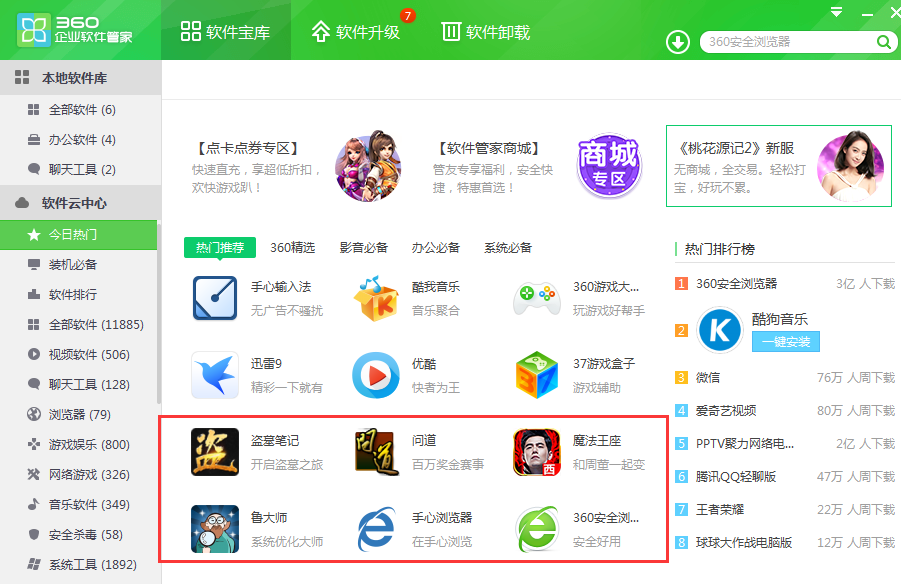 360
企业软件管家
软件宝库
软件升级
7
软件卸载
360安全浏览器
本地软件库
全部软件 (6)
办公软件 (4)
聊天工具 (2)
软件云中心
今日热门
装机必备
软件排行
全部软件 (11885)
视频软件 (506)
聊天工具 (128)
浏览器 (79)
游戏娱乐 (800)
网络游戏 (326)
音乐软件 (349)
安全杀毒 (58)
系统工具 (1892)
【点卡点券专区】
快速直充，享超低折扣，
欢快游戏趴！
【软件管家商城】
管友专享福利，安全快
捷，特惠首选！
商城
专区
《桃花源记2》新服
无商城，全交易。轻松打
宝，好玩不累。
热门推荐 360精选 影音必备 办公必备 系统必备
手心输入法
无广告不骚扰
酷我音乐
音乐聚合
360游戏大...
玩游戏好帮手
迅雷9
精彩一下就有
优酷
快者为王
37
37游戏盒子
游戏辅助
盗
盗墓笔记
开启盗墓之旅
问道
问道
百万奖金赛事
西
魔法王座
和周董一起变
鲁大师
系统优化大师
手心浏览器
在手心浏览
360安全浏...
安全好用
热门排行榜
1 360安全浏览器 3亿 人下载
2 K 酷狗音乐
一键安装
3 微信 76万 人周下载
4 爱奇艺视频 80万 人周下载
5 PPTV聚力网络电... 2亿 人下载
6 腾讯QQ轻聊版 47万 人周下载
7 王者荣耀 22万 人周下载
8 球球大作战电脑版 12万 人周下载